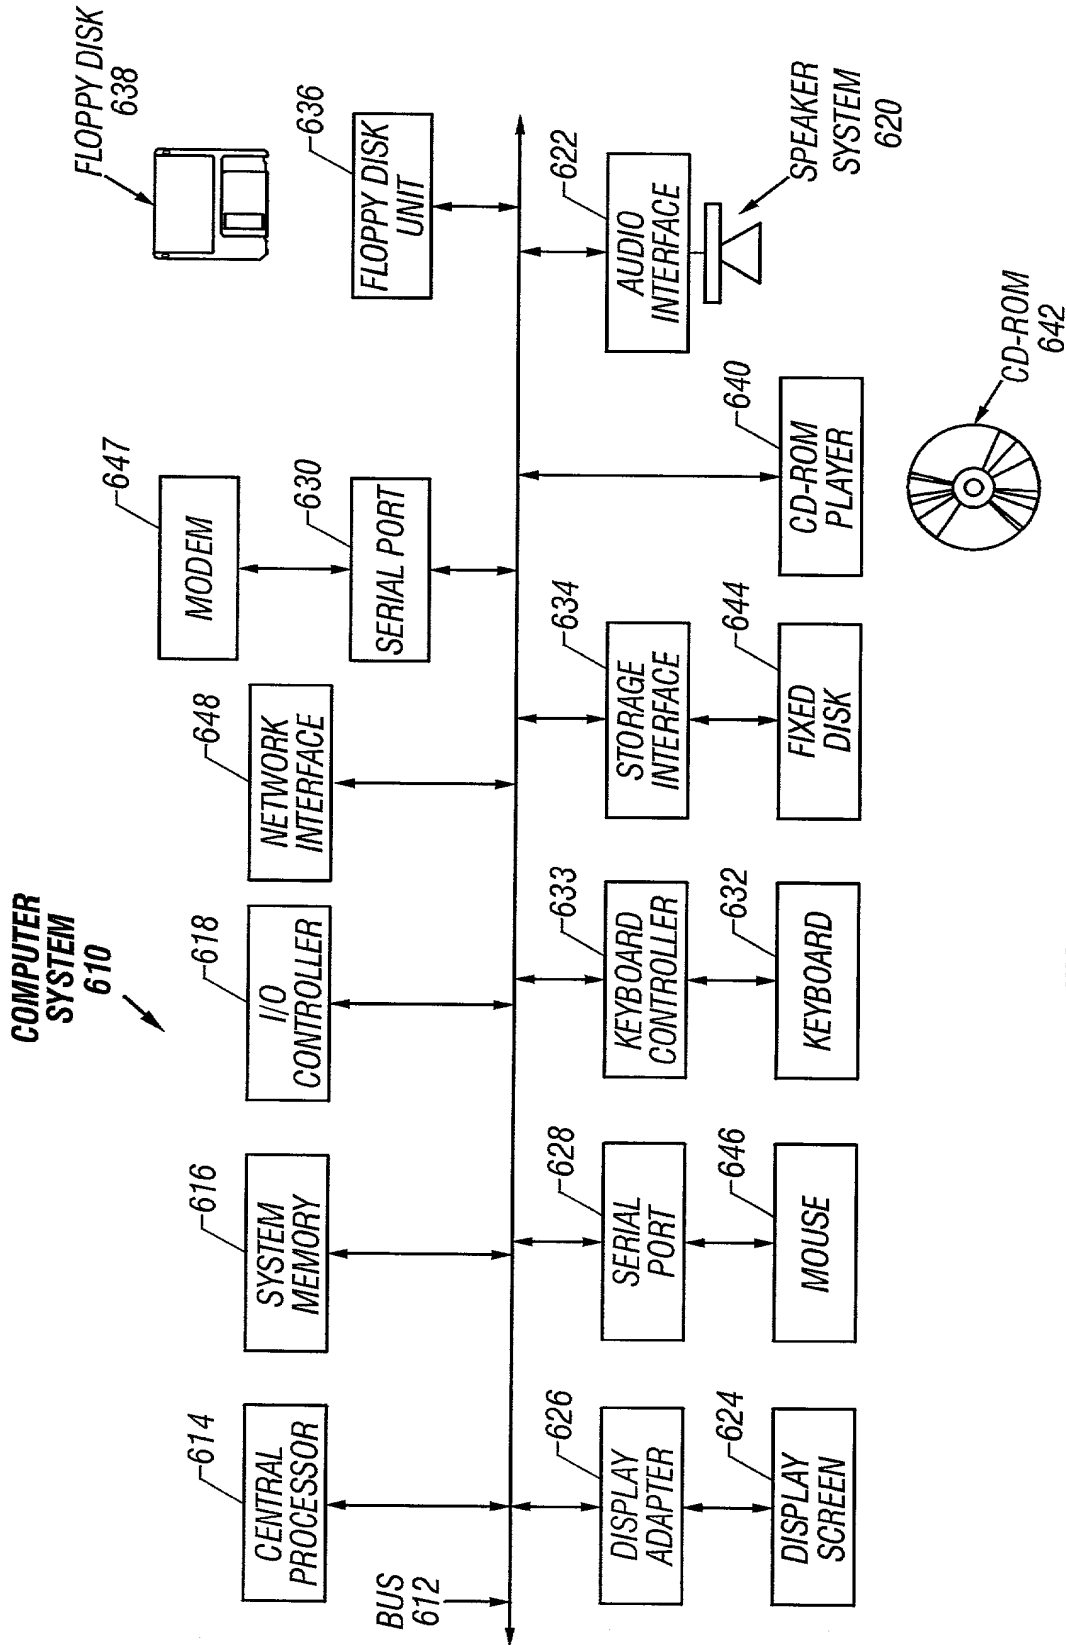 COMPUTER
SYSTEM
610
CENTRAL
PROCESSOR
614
SYSTEM
MEMORY
616
I/O
CONTROLLER
618
NETWORK
INTERFACE
648
MODEM
647
SERIAL PORT
630
FLOPPY DISK
638
FLOPPY DISK
UNIT
636
BUS
612
DISPLAY
ADAPTER
626
DISPLAY
SCREEN
624
SERIAL
PORT
628
MOUSE
646
KEYBOARD
CONTROLLER
633
KEYBOARD
632
STORAGE
INTERFACE
634
FIXED
DISK
644
CD-ROM
PLAYER
640
CD-ROM
642
AUDIO
INTERFACE
622
SPEAKER
SYSTEM
620